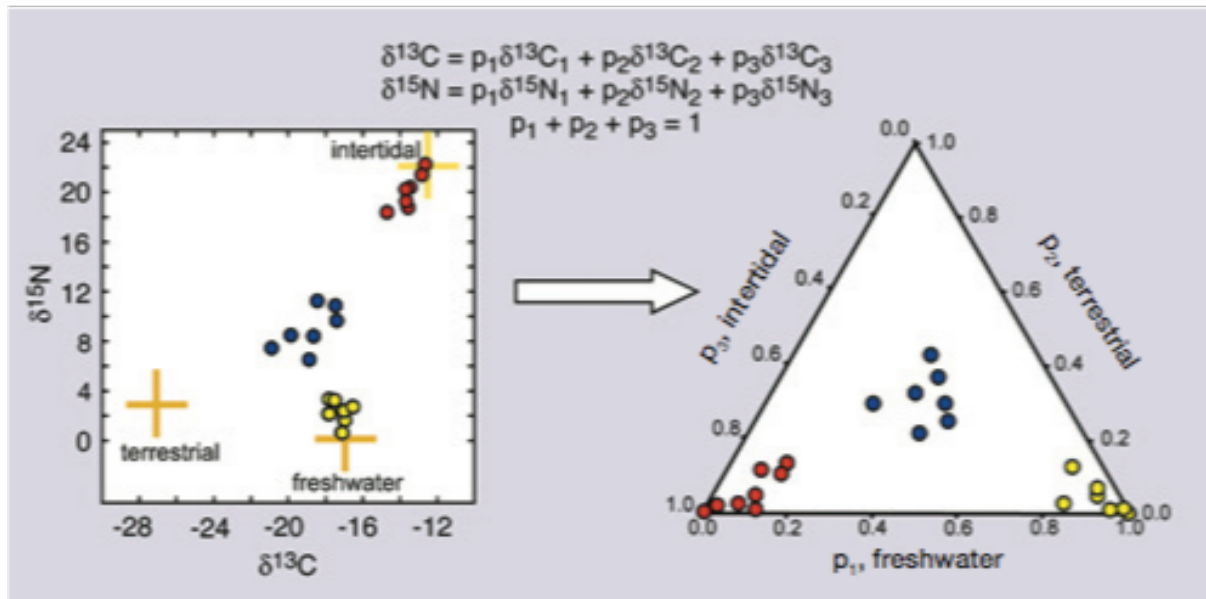 δ¹³C = p₁δ¹³C₁ + p₂δ¹³C₂ + p₃δ¹³C₃
δ¹⁵N = p₁δ¹⁵N₁ + p₂δ¹⁵N₂ + p₃δ¹⁵N₃
p₁ + p₂ + p₃ = 1
24
20
16
12
8
4
0
δ¹⁵N
intertidal
terrestrial
freshwater
-28
-24
-20
-16
-12
δ¹³C
0.0
0.2
0.4
0.6
0.8
1.0
p₃, intertidal
1.0
0.8
0.6
0.4
0.2
0.0
p₂, terrestrial
0.0
0.2
0.4
0.6
0.8
1.0
p₁, freshwater